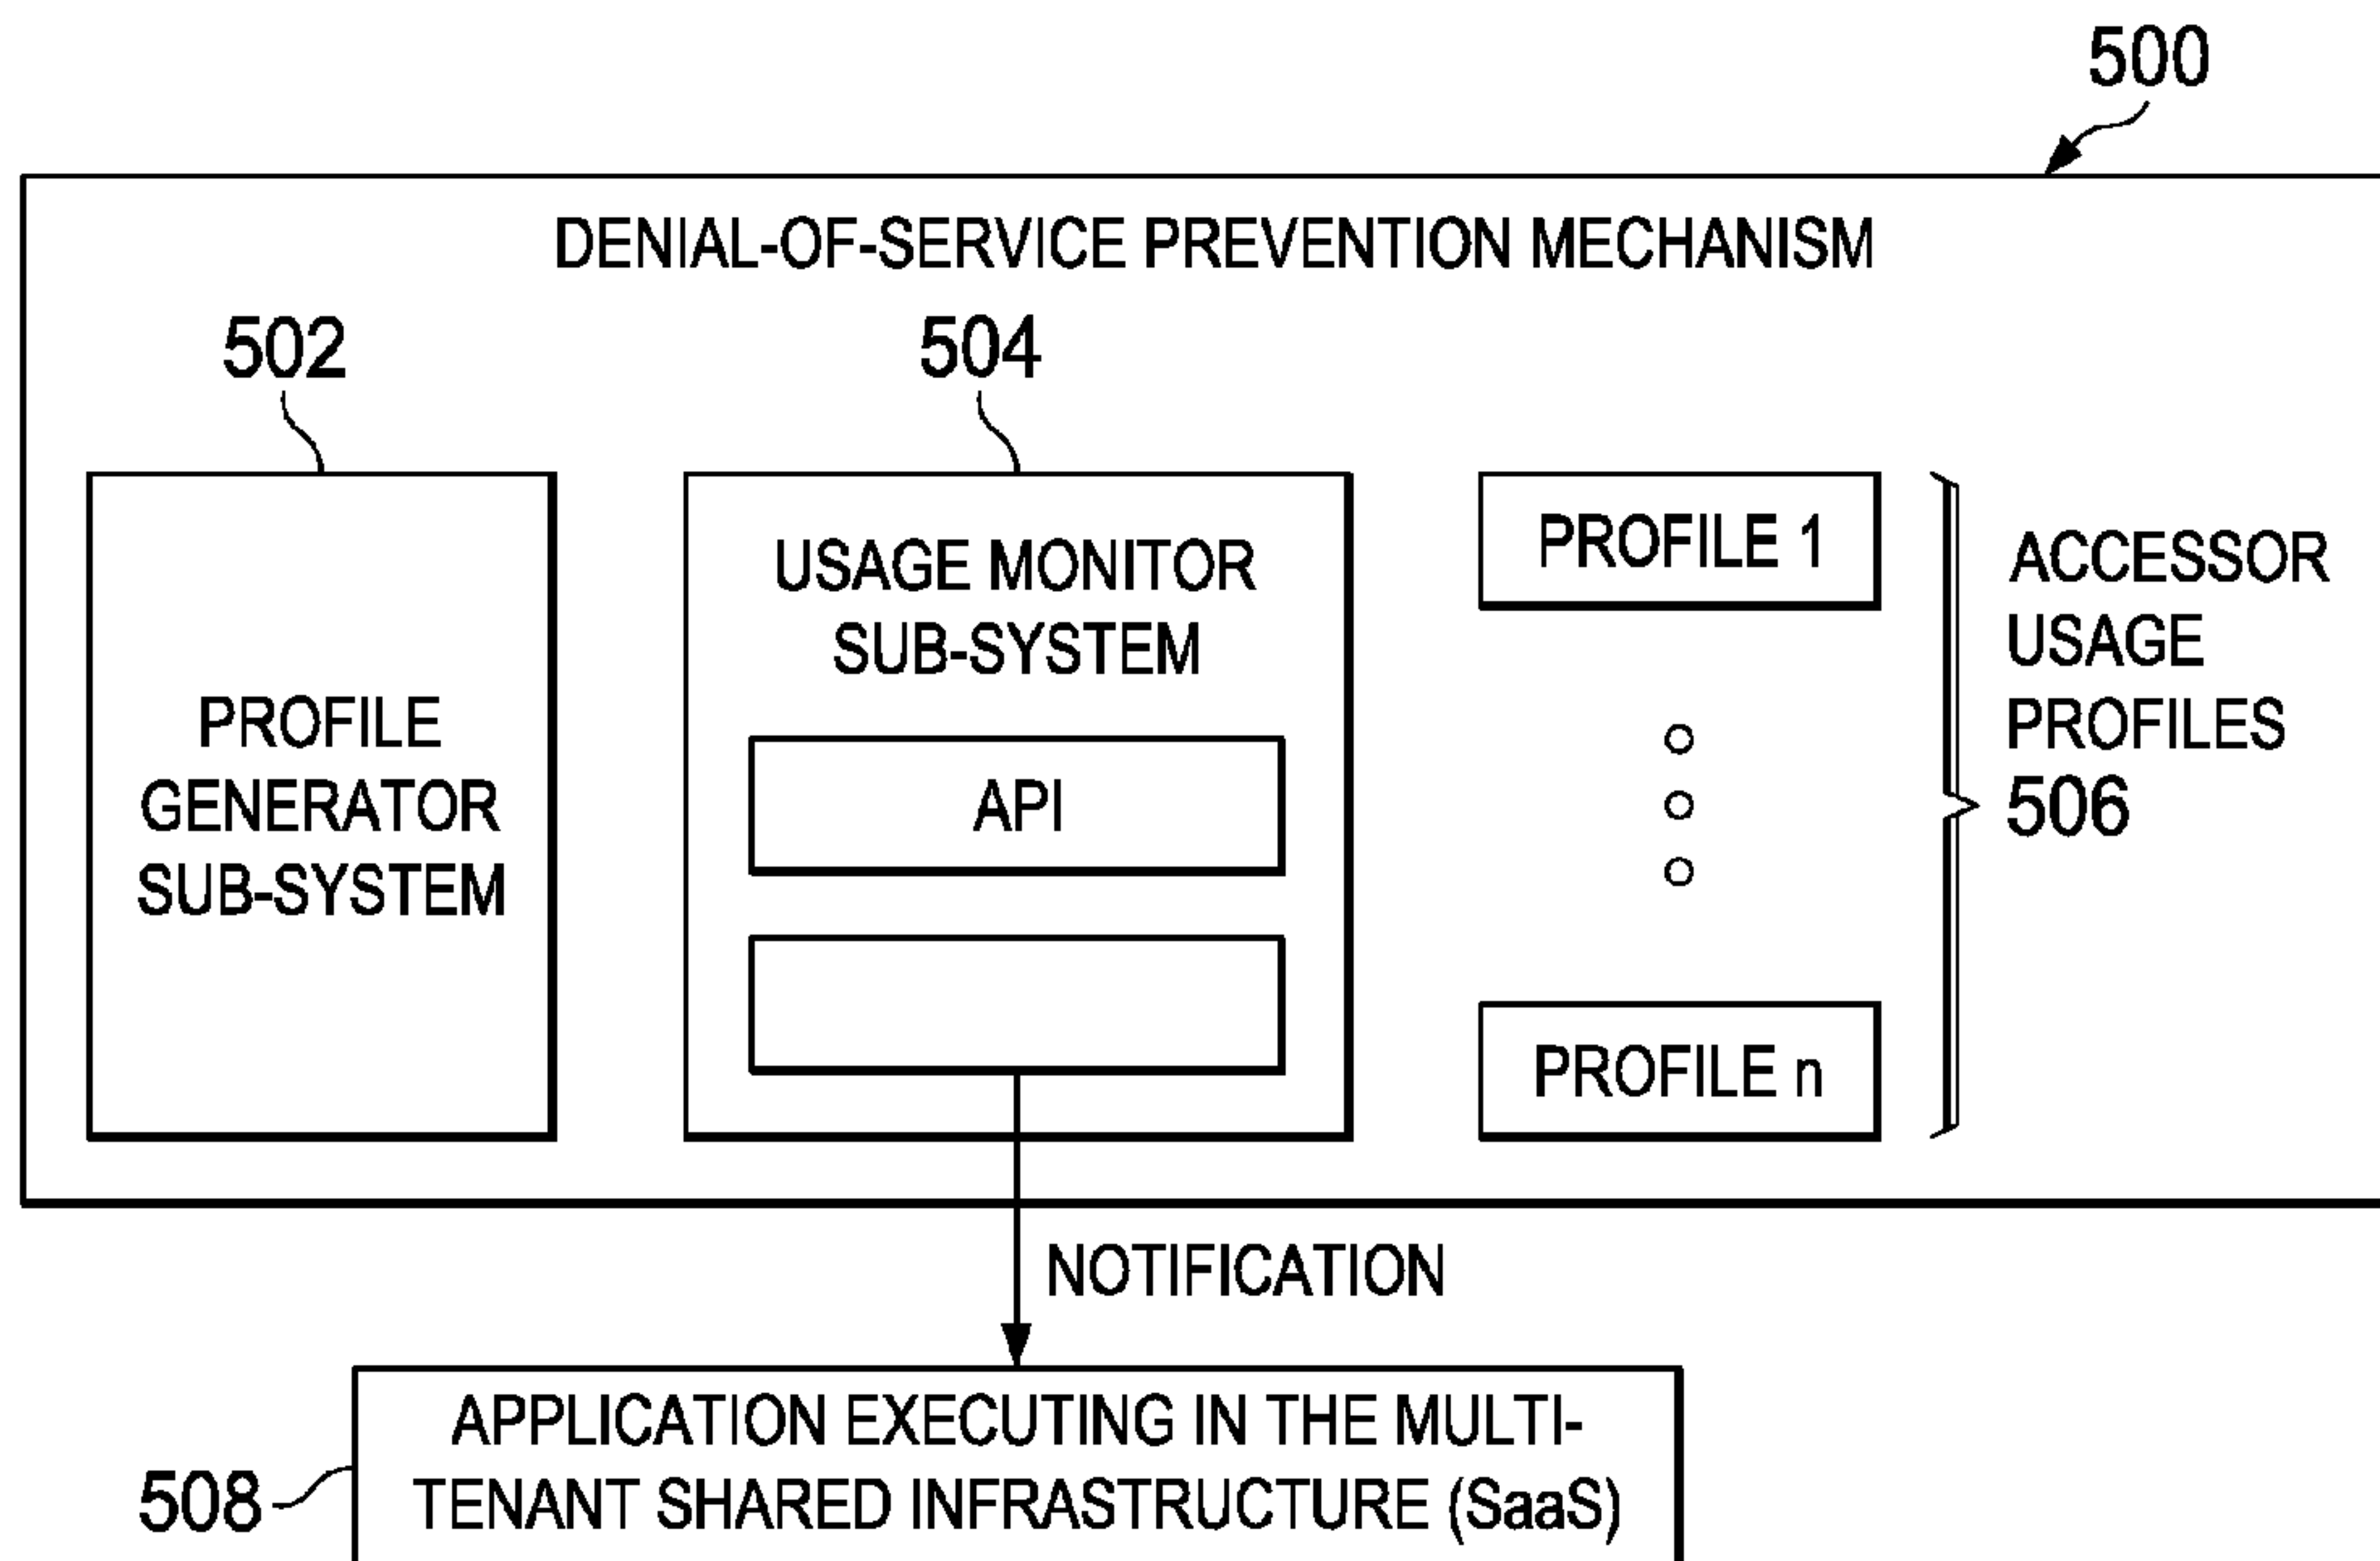 500
DENIAL-OF-SERVICE PREVENTION MECHANISM
502
504
PROFILE
GENERATOR
SUB-SYSTEM
USAGE MONITOR
SUB-SYSTEM
API
PROFILE 1
PROFILE n
ACCESSOR
USAGE
PROFILES
506
NOTIFICATION
508
APPLICATION EXECUTING IN THE MULTI-
TENANT SHARED INFRASTRUCTURE (SaaS)